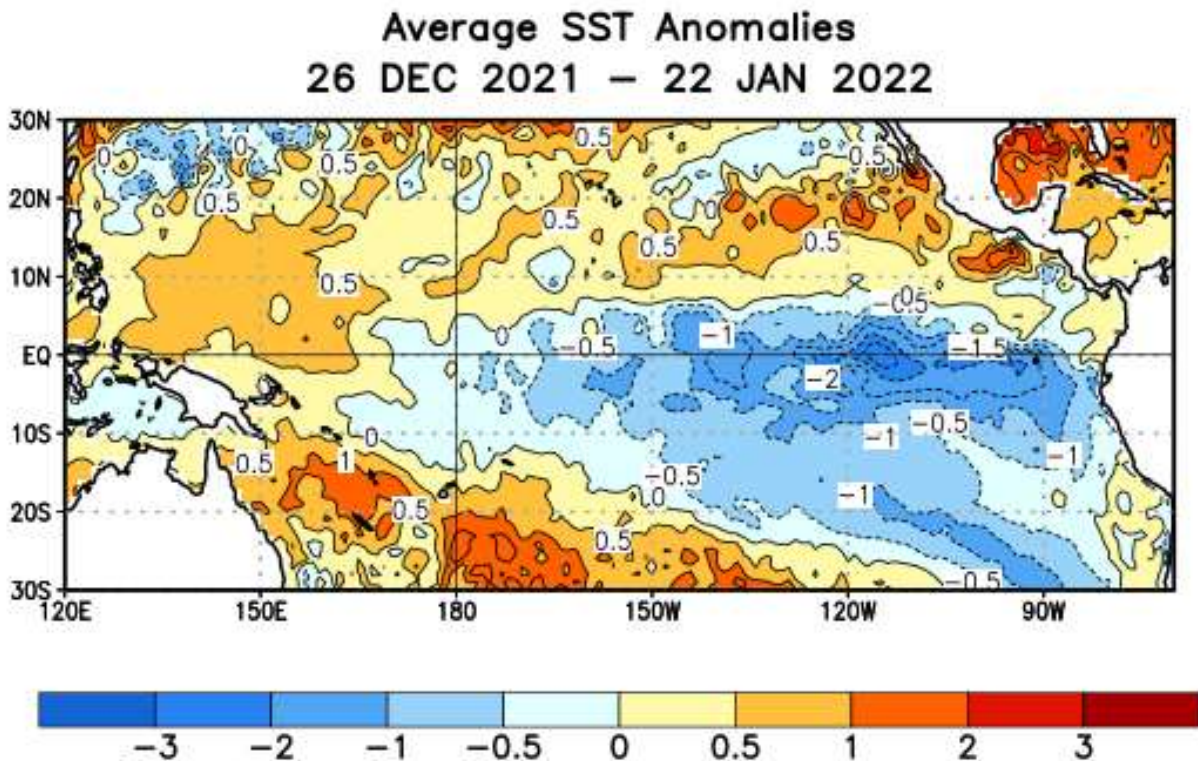 Average SST Anomalies
26 DEC 2021 – 22 JAN 2022
30N
0 0 0.5 0.5 0.5
20N
0.5 0.5 0 0.5 0.5
10N
0.5 -0.5
0 -0.5 -1 -1.5
EQ
-2
10S
0 -1 -0.5
0.5 1 -0.5 -1
0 -1
20S
0.5 0.5
30S
-0.5
120E 150E 180 150W 120W 90W
-3 -2 -1 -0.5 0 0.5 1 2 3